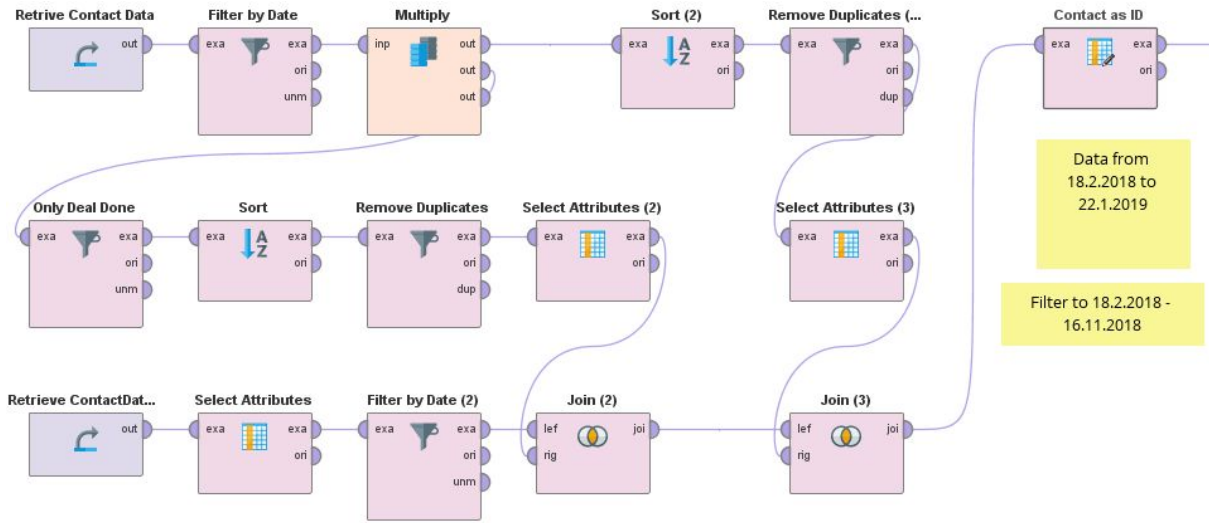 Retrive Contact Data
Filter by Date
Multiply
Sort (2)
Remove Duplicates (...
Contact as ID
out
exa
exa
ori
unm
inp
out
out
out
exa
exa
ori
exa
exa
ori
dup
exa
exa
ori
Data from
18.2.2018 to
22.1.2019
Only Deal Done
Sort
Remove Duplicates
Select Attributes (2)
Select Attributes (3)
exa
exa
ori
unm
exa
exa
ori
exa
exa
ori
dup
exa
exa
ori
exa
exa
ori
Filter to 18.2.2018 -
16.11.2018
Retrieve ContactDat...
Select Attributes
Filter by Date (2)
Join (2)
Join (3)
out
exa
exa
ori
exa
exa
ori
unm
lef
joi
rig
lef
joi
rig
A
Z
A
Z